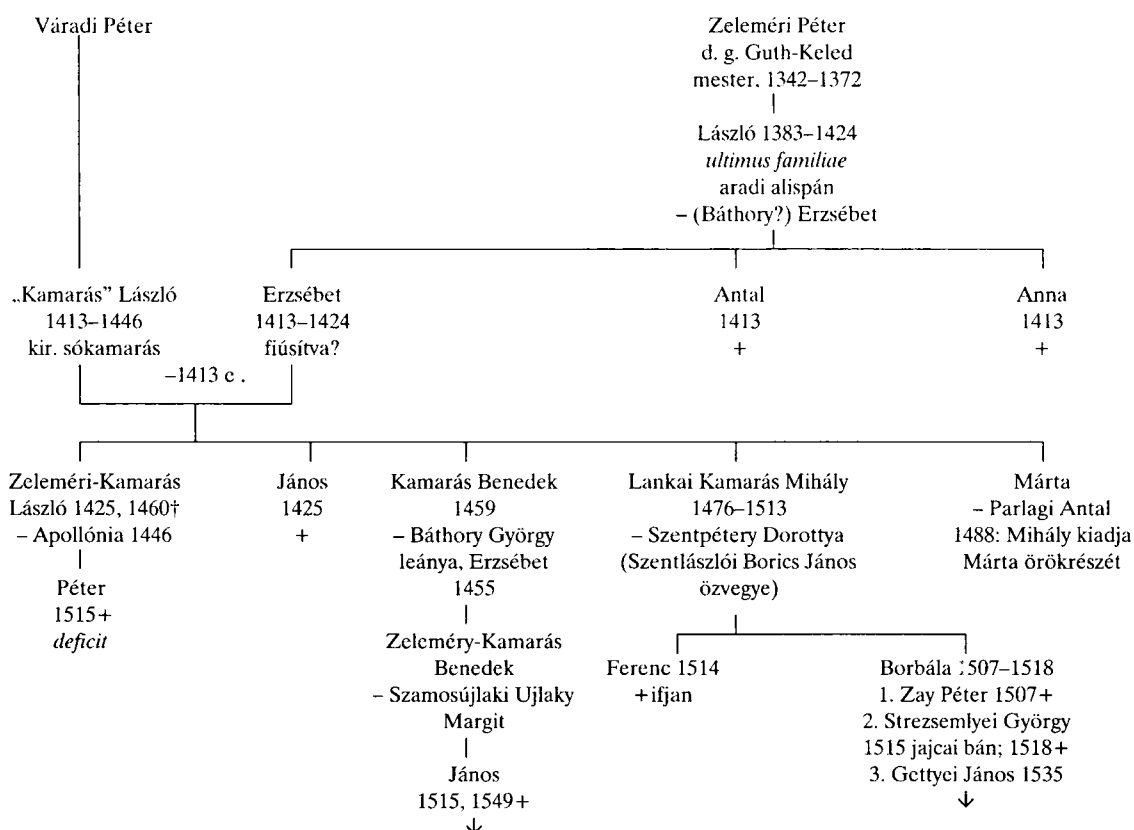 Váradi Péter
Zeleméri Péter
d. g. Guth-Keled
mester, 1342–1372
László 1383–1424
ultimus familiae
aradi alispán
– (Báthory?) Erzsébet
„Kamarás” László
1413–1446
kir. sókamarás
Erzsébet
1413–1424
fiúsítva?
Antal
1413
+
Anna
1413
+
–1413 c .
Zeleméri-Kamarás
László 1425, 1460†
– Apollónia 1446
Péter
1515+
deficit
János
1425
+
Kamarás Benedek
1459
– Báthory György
leánya, Erzsébet
1455
Zeleméry-Kamarás
Benedek
– Szamosújlaki Ujlaky
Margit
János
1515, 1549+
Lankai Kamarás Mihály
1476–1513
– Szentpétery Dorottya
(Szentlászlói Borics János
özvegye)
Ferenc 1514
+ifjan
Borbála 1507–1518
1. Zay Péter 1507+
2. Strezsemlyei György
1515 jajcai bán; 1518+
3. Gettyei János 1535
Márta
– Parlagi Antal
1488: Mihály kiadja
Márta örökrészét